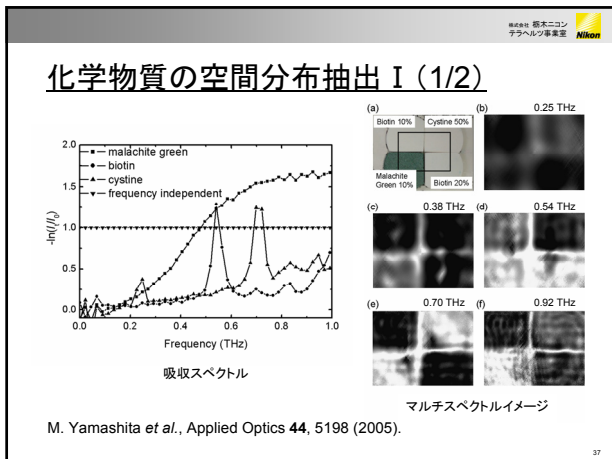 株式会社 栃木ニコン
テラヘルツ事業室
Nikon
化学物質の空間分布抽出 I (1/2)
2.0
1.5
1.0
0.5
0.0
-ln(I/I0)
malachite green
biotin
cystine
frequency independent
0.0 0.2 0.4 0.6 0.8 1.0
Frequency (THz)
吸収スペクトル
(a)
Biotin 10% Cystine 50%
Malachite
Green 10%
Biotin 20%
(b) 0.25 THz
(c) 0.38 THz
(d) 0.54 THz
(e) 0.70 THz
(f) 0.92 THz
マルチスペクトルイメージ
M. Yamashita et al., Applied Optics 44, 5198 (2005).
37